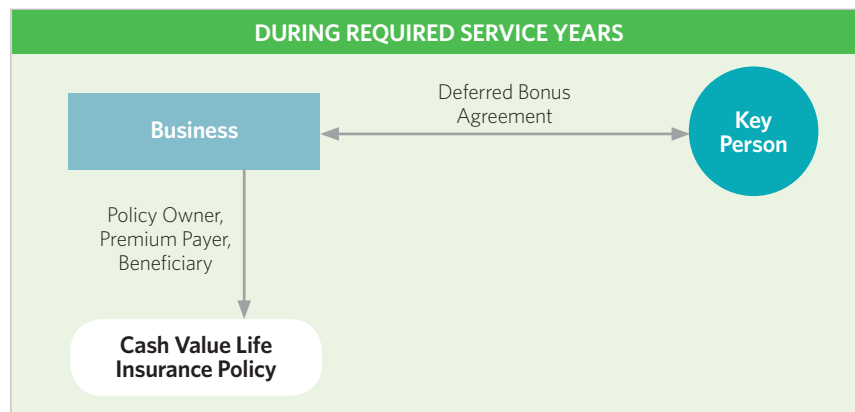 DURING REQUIRED SERVICE YEARS
Deferred Bonus
Agreement
Business
Key
Person
Policy Owner,
Premium Payer,
Beneficiary
Cash Value Life
Insurance Policy